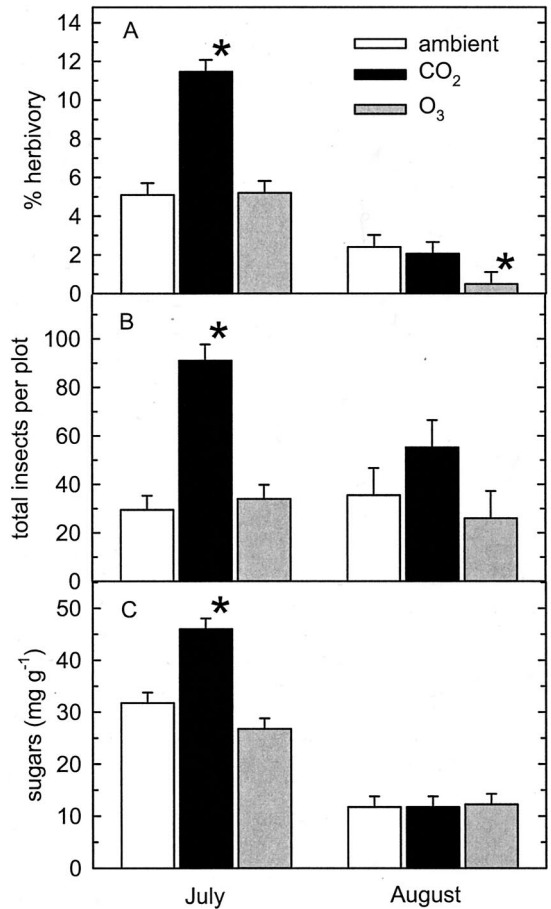 14
12
10
8
6
4
2
0
% herbivory
A
*
*
ambient
CO₂
O₃
100
80
60
40
20
0
total insects per plot
B
*
50
40
30
20
10
0
sugars (mg g⁻¹)
C
*
July August